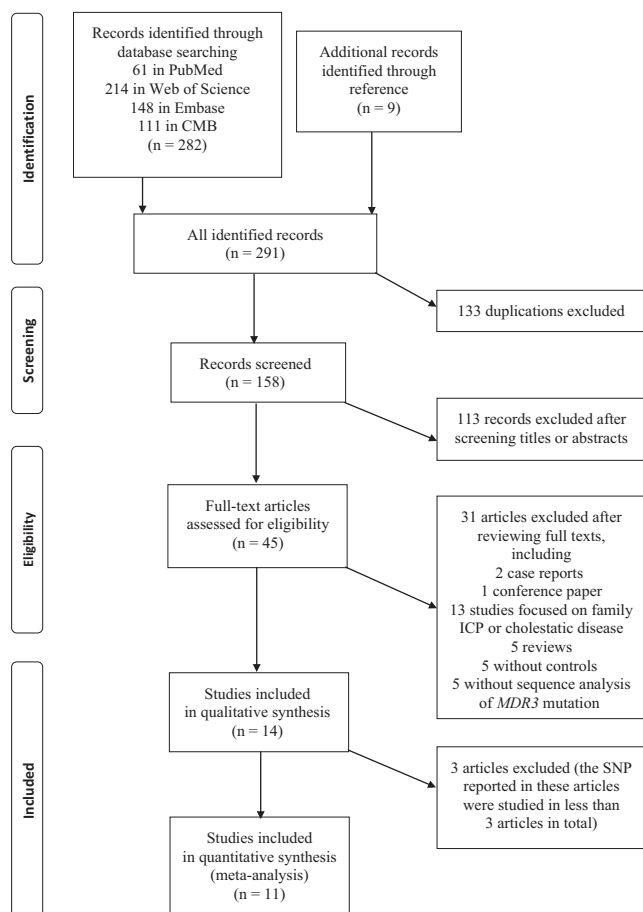 Identification
Records identified through
database searching
61 in PubMed
214 in Web of Science
148 in Embase
111 in CMB
(n = 282)
Additional records
identified through
reference
(n = 9)
All identified records
(n = 291)
133 duplications excluded
Screening
Records screened
(n = 158)
113 records excluded after
screening titles or abstracts
Eligibility
Full-text articles
assessed for eligibility
(n = 45)
31 articles excluded after
reviewing full texts,
including
2 case reports
1 conference paper
13 studies focused on family
ICP or cholestatic disease
5 reviews
5 without controls
5 without sequence analysis
of MDR3 mutation
Included
Studies included
in qualitative synthesis
(n = 14)
3 articles excluded (the SNP
reported in these articles
were studied in less than
3 articles in total)
Studies included
in quantitative synthesis
(meta-analysis)
(n = 11)